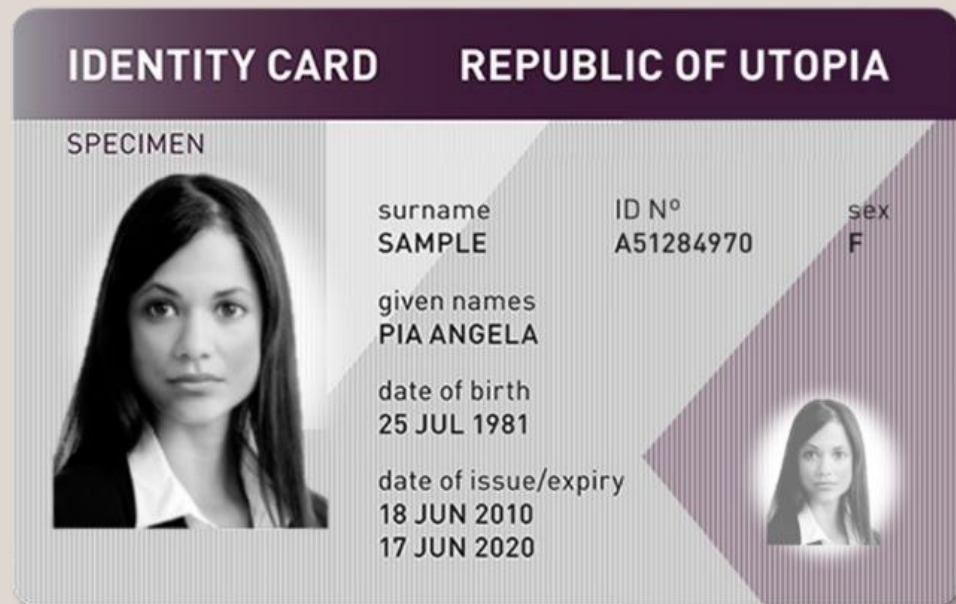 IDENTITY CARD REPUBLIC OF UTOPIA
SPECIMEN
surname ID Nº sex
SAMPLE A51284970 F
given names
PIA ANGELA
date of birth
25 JUL 1981
date of issue/expiry
18 JUN 2010
17 JUN 2020